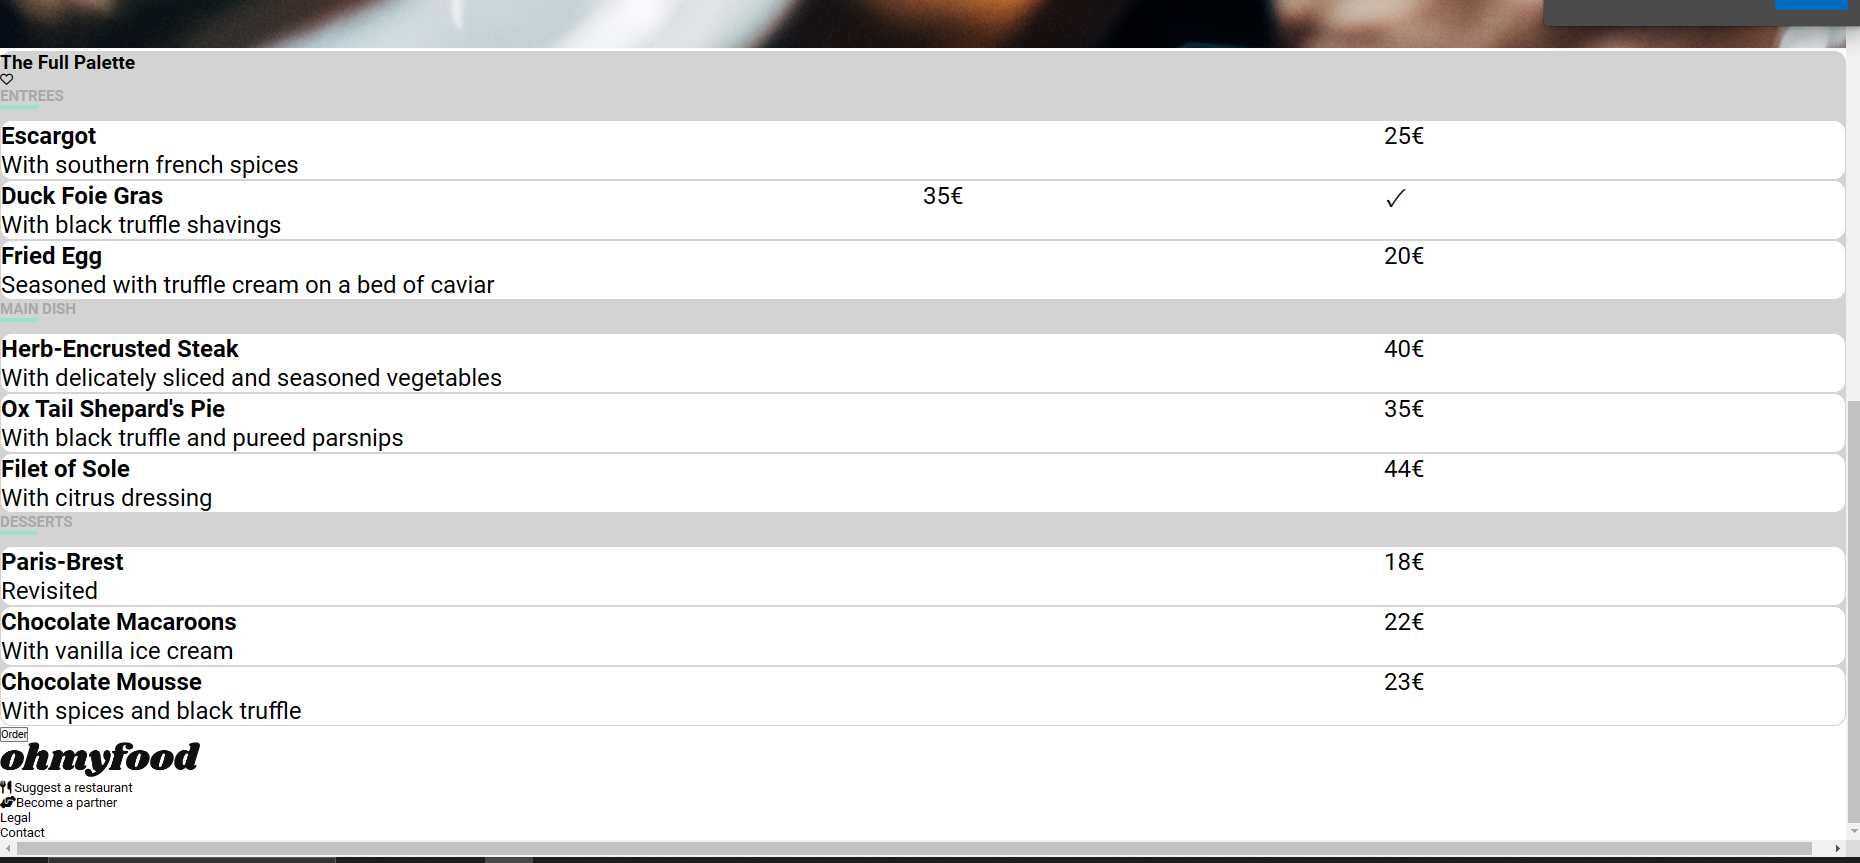 The Full Palette
ENTREES
Escargot 25€
With southern french spices
Duck Foie Gras 35€ ✓
With black truffle shavings
Fried Egg 20€
Seasoned with truffle cream on a bed of caviar
MAIN DISH
Herb-Encrusted Steak 40€
With delicately sliced and seasoned vegetables
Ox Tail Shepard's Pie 35€
With black truffle and pureed parsnips
Filet of Sole 44€
With citrus dressing
DESSERTS
Paris-Brest 18€
Revisited
Chocolate Macaroons 22€
With vanilla ice cream
Chocolate Mousse 23€
With spices and black truffle
Order
ohmyfood
Suggest a restaurant
Become a partner
Legal
Contact